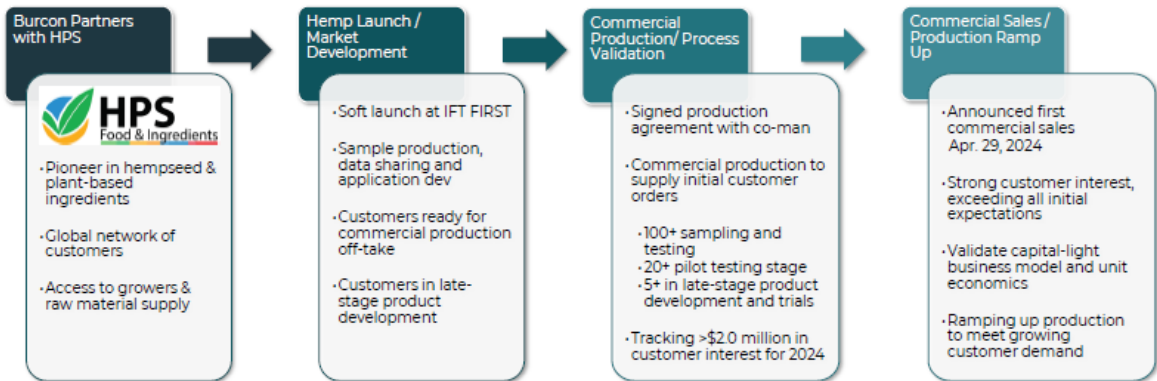 Burcon Partners
with HPS
HPS
Food & Ingredients
•Pioneer in hempseed &
plant-based
ingredients
•Global network of
customers
•Access to growers &
raw material supply
Hemp Launch /
Market
Development
•Soft launch at IFT FIRST
•Sample production,
data sharing and
application dev
•Customers ready for
commercial production
off-take
•Customers in late-
stage product
development
Commercial
Production/ Process
Validation
•Signed production
agreement with co-man
•Commercial production to
supply initial customer
orders
•100+ sampling and
testing
•20+ pilot testing stage
•5+ in late-stage product
development and trials
•Tracking >$2.0 million in
customer interest for 2024
Commercial Sales /
Production Ramp
Up
•Announced first
commercial sales
Apr. 29, 2024
•Strong customer interest,
exceeding all initial
expectations
•Validate capital-light
business model and unit
economics
•Ramping up production
to meet growing
customer demand